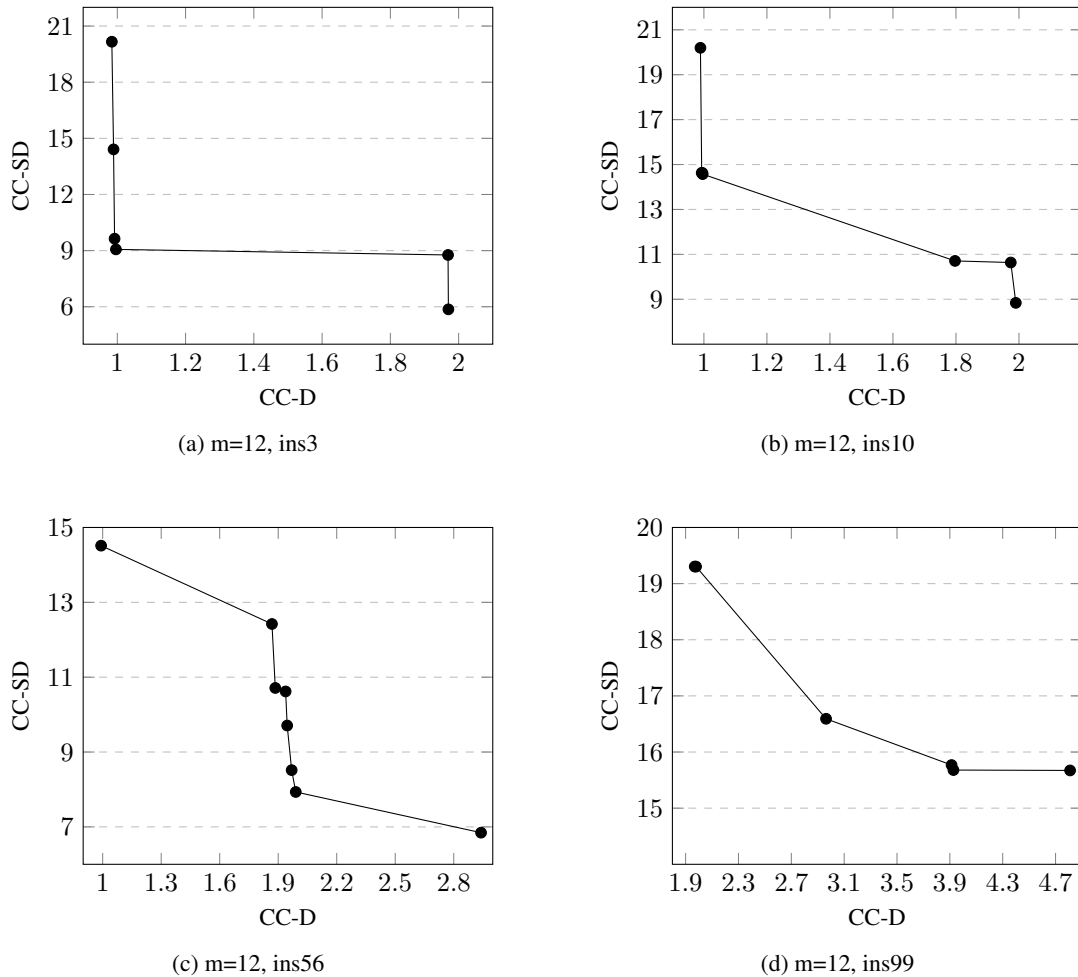 21
18
15
12
9
6
CC-SD
1 1.2 1.4 1.6 1.8 2
CC-D
(a) m=12, ins3
21
19
17
15
13
11
9
CC-SD
1 1.2 1.4 1.6 1.8 2
CC-D
(b) m=12, ins10
15
13
11
9
7
CC-SD
1 1.3 1.6 1.9 2.2 2.5 2.8
CC-D
(c) m=12, ins56
20
19
18
17
16
15
CC-SD
1.9 2.3 2.7 3.1 3.5 3.9 4.3 4.7
CC-D
(d) m=12, ins99